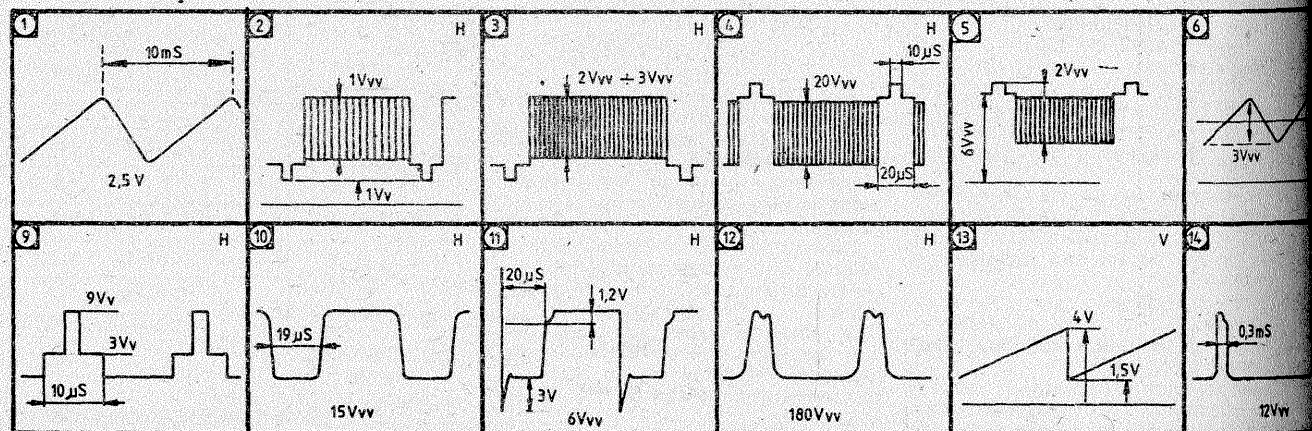 1
10mS
2,5 V
2
H
1Vvv
1Vv
3
H
2Vvv ÷ 3Vvv
4
H
10µS
20Vvv
20µS
5
2Vvv
6Vvv
6
3Vvv
9
H
9Vv
3Vv
10µS
10
H
19µS
15Vvv
11
H
20µS
1,2V
3V
6Vvv
12
H
180Vvv
13
V
4V
1,5V
14
0,3mS
12Vvv